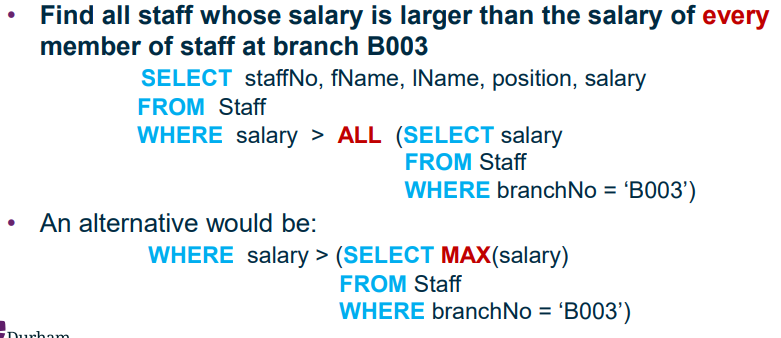 • Find all staff whose salary is larger than the salary of every
member of staff at branch B003
SELECT staffNo, fName, lName, position, salary
FROM Staff
WHERE salary > ALL (SELECT salary
FROM Staff
WHERE branchNo = ‘B003’)
• An alternative would be:
WHERE salary > (SELECT MAX(salary)
FROM Staff
WHERE branchNo = ‘B003’)
Durham